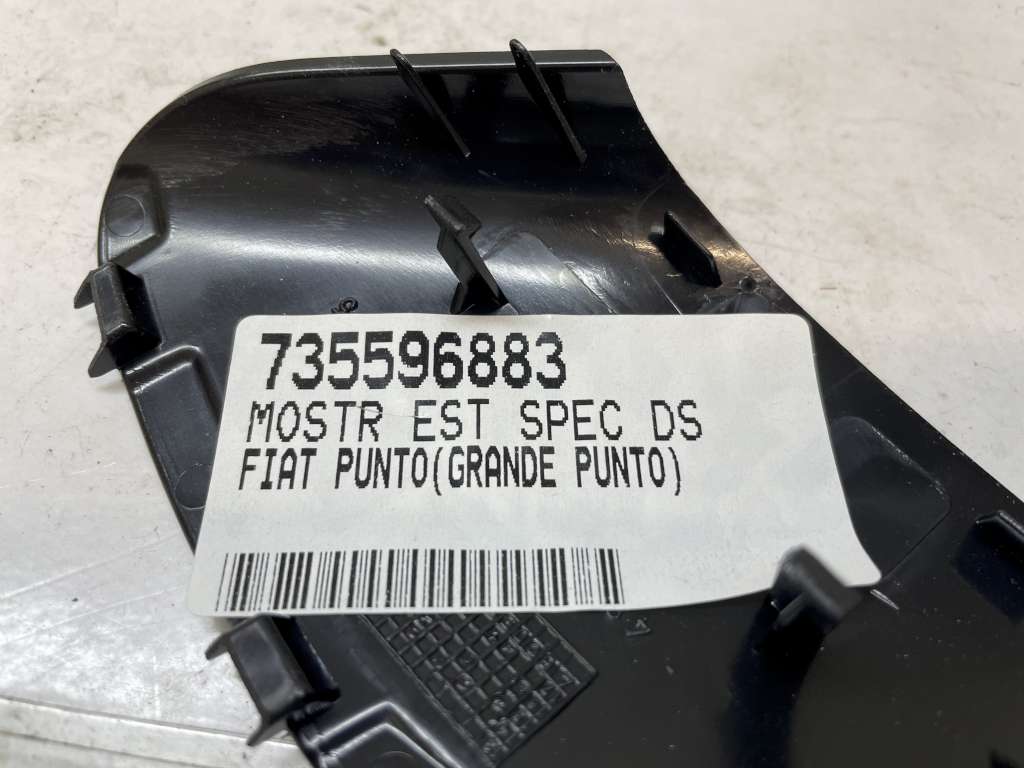 735596883
MOSTR EST SPEC DS
FIAT PUNTO(GRANDE PUNTO)